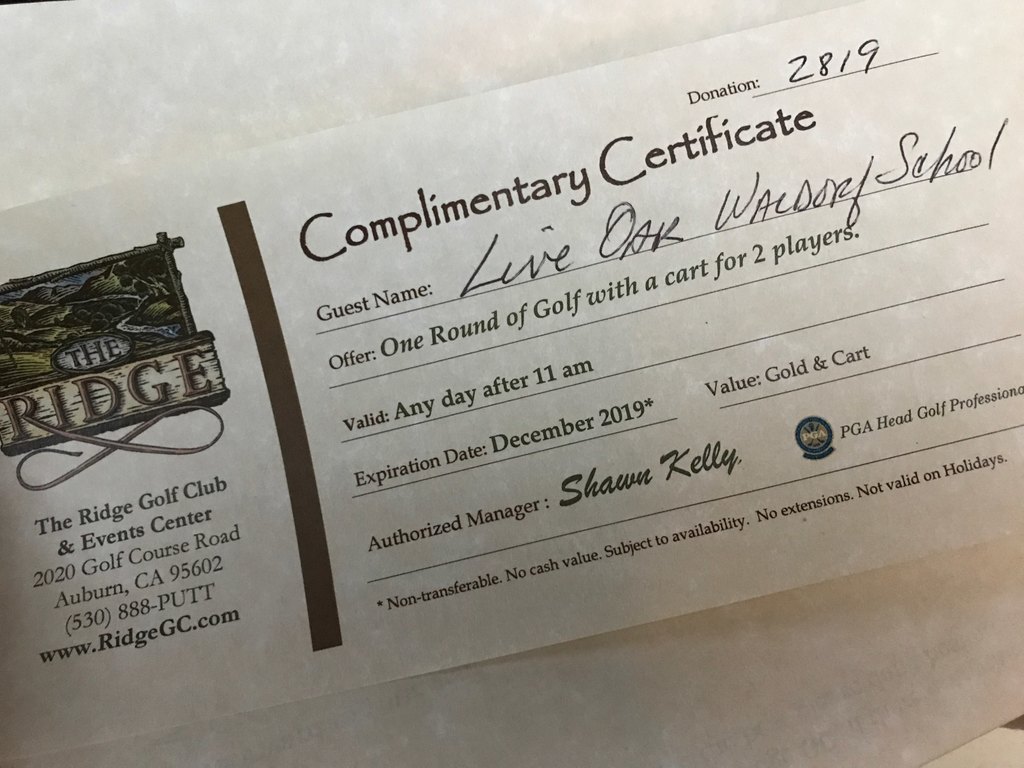 Donation: 2819
Complimentary Certificate
Guest Name: Live Oak Waldorf School
Offer: One Round of Golf with a cart for 2 players.
Valid: Any day after 11 am
Expiration Date: December 2019* Value: Gold & Cart
Authorized Manager: Shawn Kelly, PGA PGA Head Golf Professiona
* Non-transferable. No cash value. Subject to availability. No extensions. Not valid on Holidays.
THE
RIDGE
The Ridge Golf Club
& Events Center
2020 Golf Course Road
Auburn, CA 95602
(530) 888-PUTT
www.RidgeGC.com